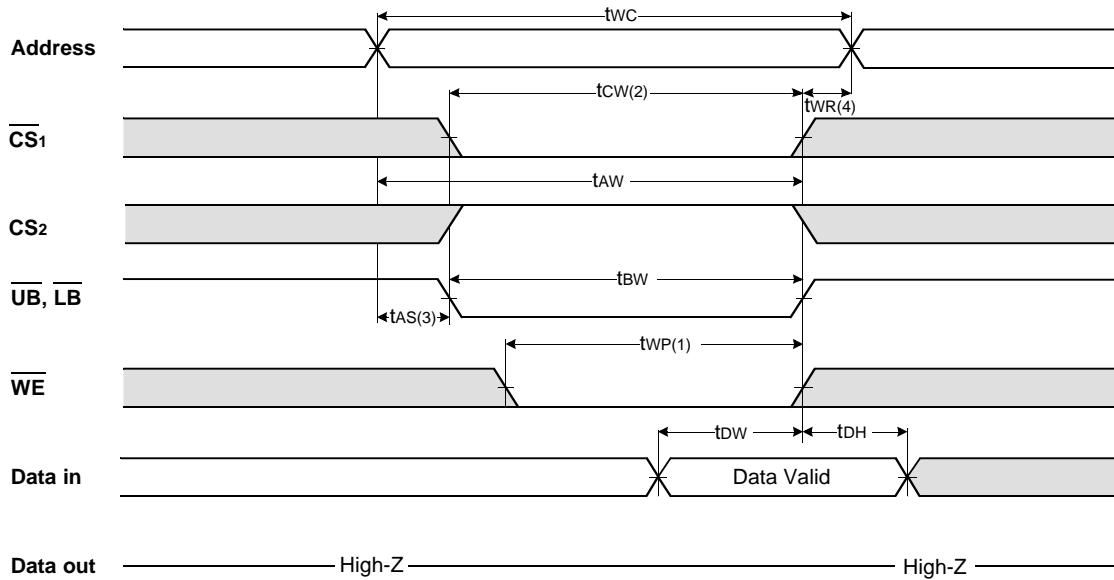 tWC
Address
tCW(2)
tWR(4)
CS1
tAW
CS2
tBW
UB, LB
tAS(3)
tWP(1)
WE
tDW
tDH
Data in
Data Valid
Data out
High-Z
High-Z